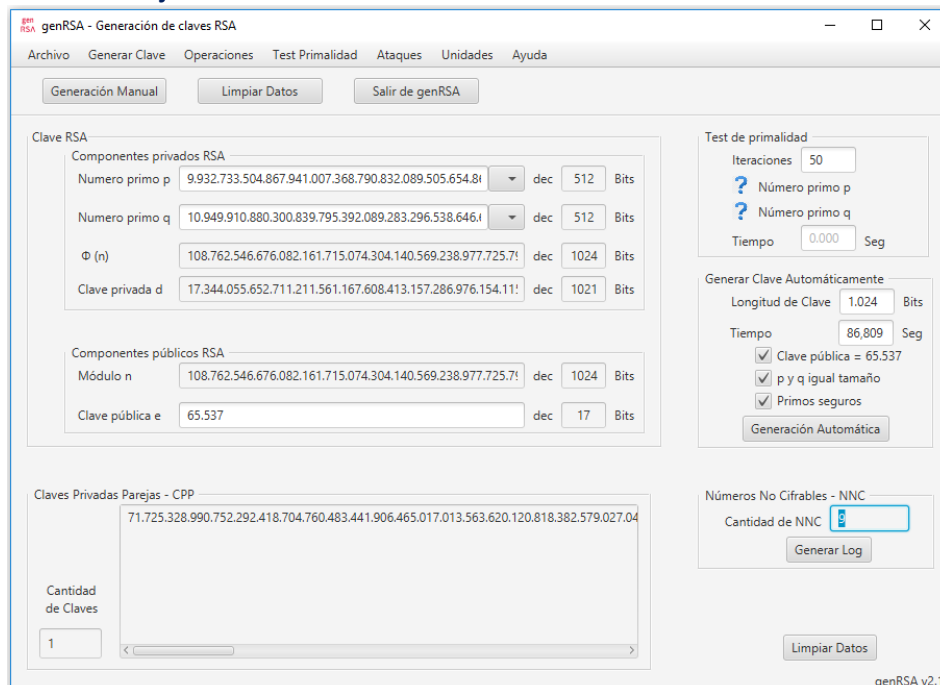 gen RSA genRSA - Generación de claves RSA
Archivo Generar Clave Operaciones Test Primalidad Ataques Unidades Ayuda
Generación Manual Limpiar Datos Salir de genRSA
Clave RSA
Componentes privados RSA
Numero primo p 9.932.733.504.867.941.007.368.790.832.089.505.654.8 dec 512 Bits
Numero primo q 10.949.910.880.300.839.795.392.089.283.296.538.646. dec 512 Bits
Φ (n) 108.762.546.676.082.161.715.074.304.140.569.238.977.725.7 dec 1024 Bits
Clave privada d 17.344.055.652.711.211.561.167.608.413.157.286.976.154.11 dec 1021 Bits
Componentes públicos RSA
Módulo n 108.762.546.676.082.161.715.074.304.140.569.238.977.725.7 dec 1024 Bits
Clave pública e 65.537 dec 17 Bits
Test de primalidad
Iteraciones 50
? Número primo p
? Número primo q
Tiempo 0.000 Seg
Generar Clave Automáticamente
Longitud de Clave 1.024 Bits
Tiempo 86,809 Seg
Clave pública = 65.537
p y q igual tamaño
Primos seguros
Generación Automática
Claves Privadas Parejas - CPP
71.725.328.990.752.292.418.704.760.483.441.906.465.017.013.563.620.120.818.382.579.027.04
Cantidad
de Claves
1
Números No Cifrables - NNC
Cantidad de NNC 9
Generar Log
Limpiar Datos
genRSA v2.1